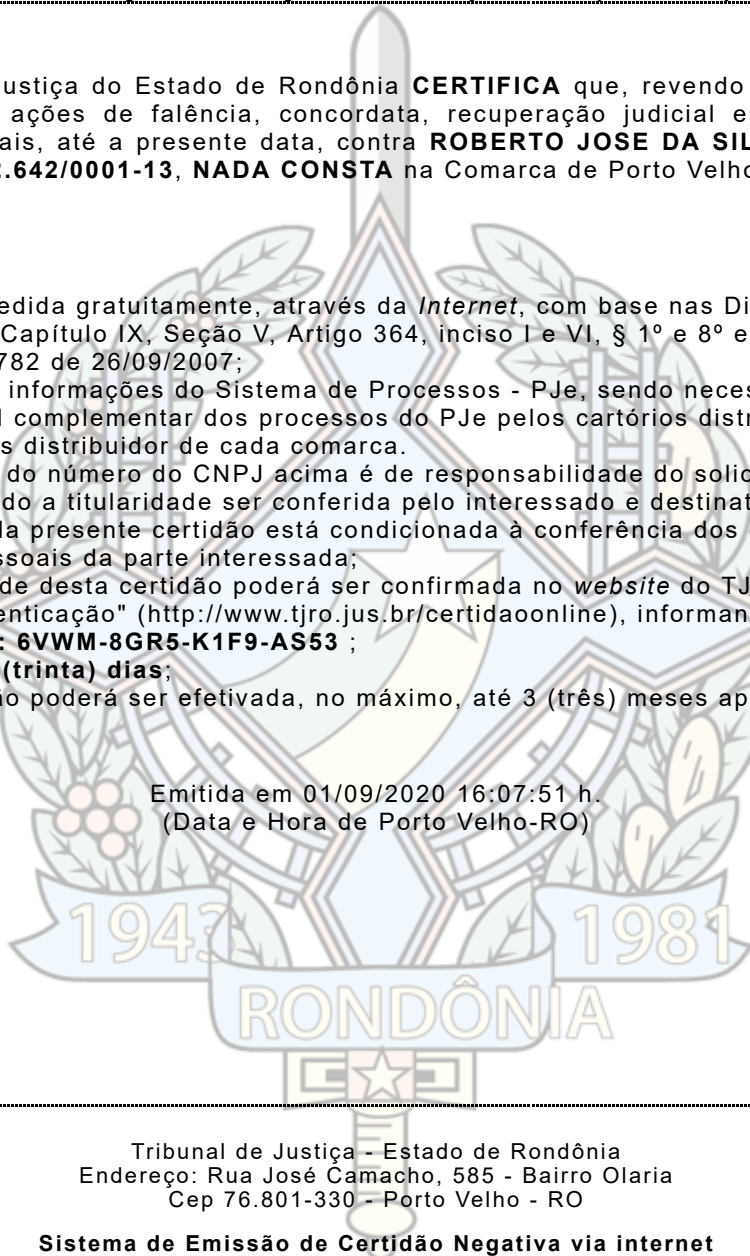 ustiça do Estado de Rondônia CERTIFICA que, revendo
ações de falência, concordata, recuperação judicial e
ais, até a presente data, contra ROBERTO JOSE DA SIL
2.642/0001-13, NADA CONSTA na Comarca de Porto Velho
edida gratuitamente, através da Internet, com base nas Di
Capítulo IX, Seção V, Artigo 364, inciso I e VI, § 1º e 8º e
782 de 26/09/2007;
informações do Sistema de Processos - PJe, sendo neces
l complementar dos processos do PJe pelos cartórios distr
s distribuidor de cada comarca.
do número do CNPJ acima é de responsabilidade do solic
do a titularidade ser conferida pelo interessado e destinat
da presente certidão está condicionada à conferência dos
ssoais da parte interessada;
de desta certidão poderá ser confirmada no website do TJ
enticação" (http://www.tjro.jus.br/certidaoonline), informan
: 6VWM-8GR5-K1F9-AS53 ;
(trinta) dias;
ão poderá ser efetivada, no máximo, até 3 (três) meses ap
Emitida em 01/09/2020 16:07:51 h.
(Data e Hora de Porto Velho-RO)
1943 1981
RONDÔNIA
Tribunal de Justiça - Estado de Rondônia
Endereço: Rua José Camacho, 585 - Bairro Olaria
Cep 76.801-330 - Porto Velho - RO
Sistema de Emissão de Certidão Negativa via internet